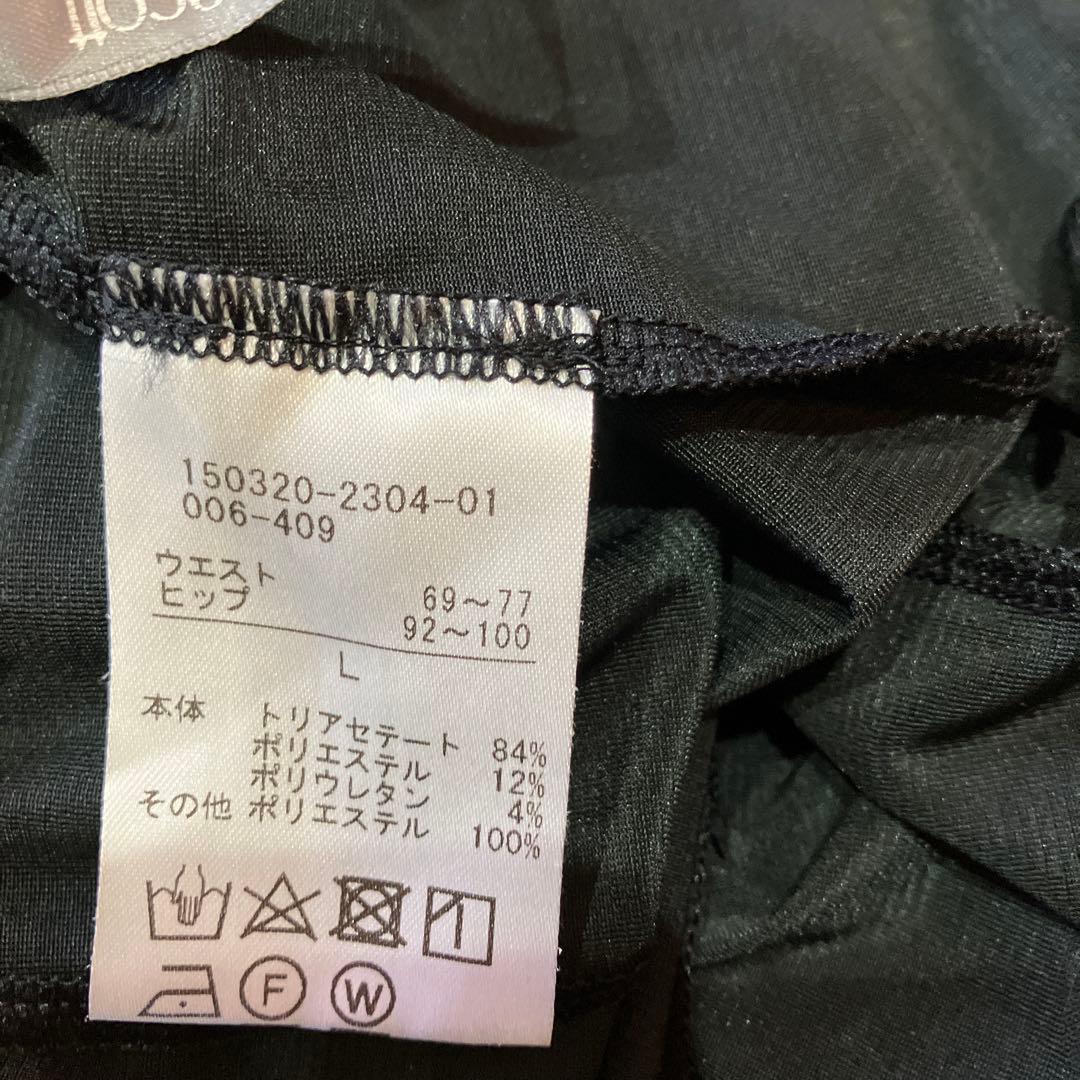 150320-2304-01
006-409
ウエスト 69～77
ヒップ 92～100
L
本体 トリアセテート 84%
ポリエステル 12%
ポリウレタン 4%
その他 ポリエステル 100%
F W